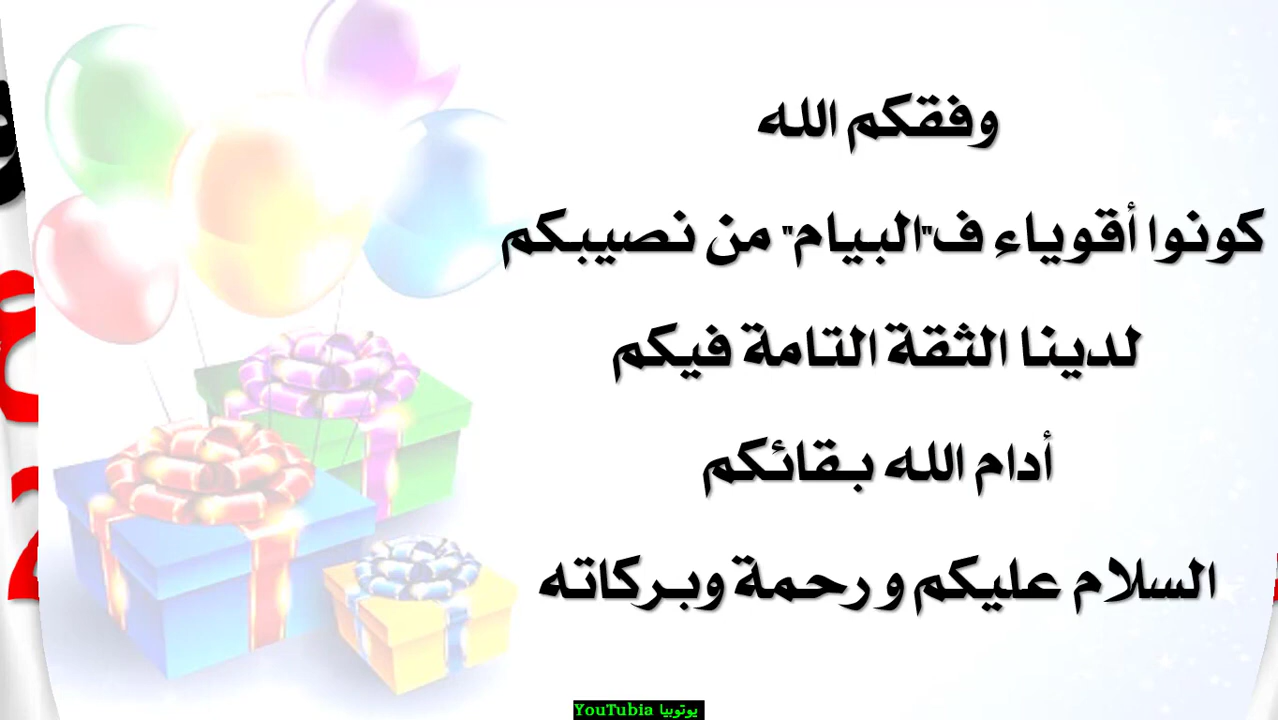 وفقكم الله
كونوا أقوياء ف"البيام" من نصيبكم
لدينا الثقة التامة فيكم
أدام الله بقائكم
السلام عليكم و رحمة وبركاته
يوتوبيا YouTubia